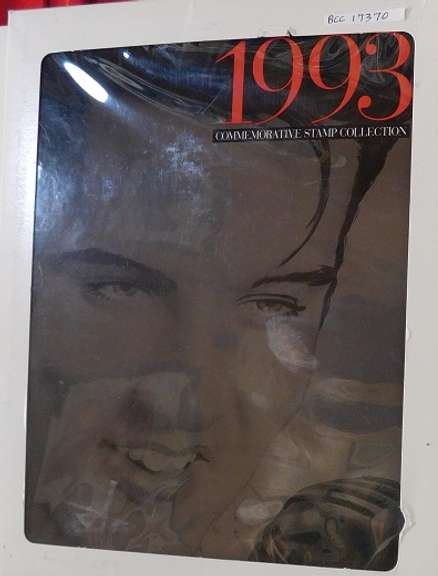 BCC 17370
1993
COMMEMORATIVE STAMP COLLECTION